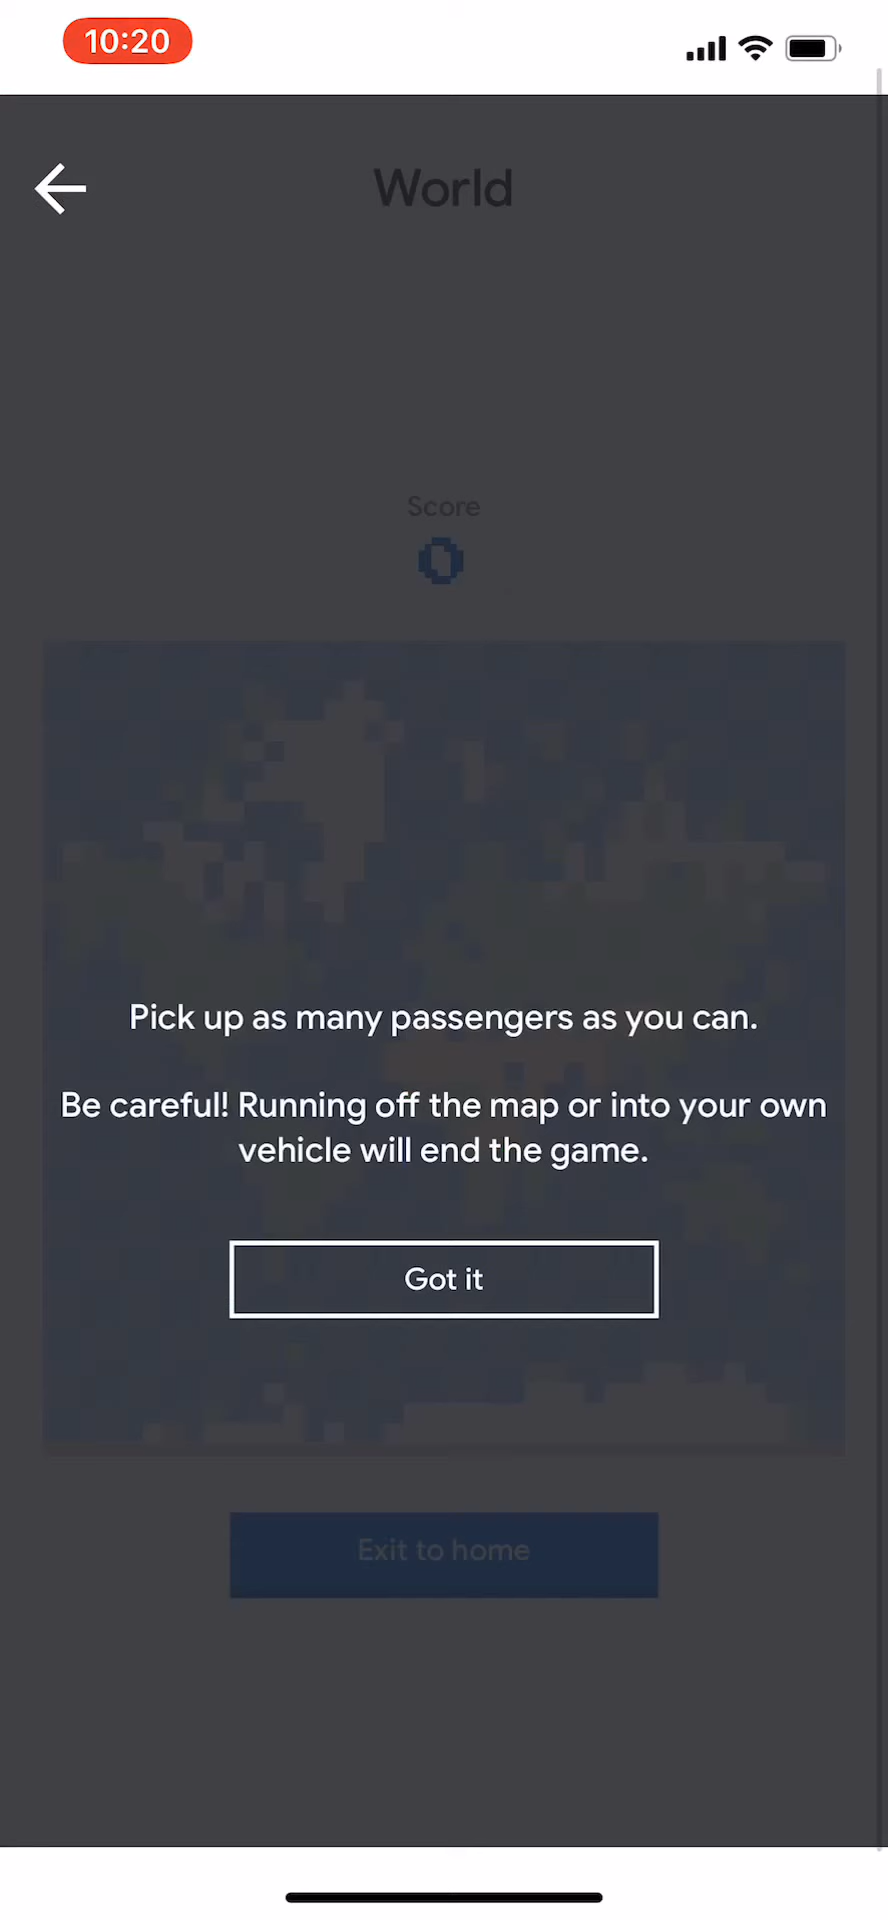 10:20
World
Score
0
Pick up as many passengers as you can.
Be careful! Running off the map or into your own
vehicle will end the game.
Got it
Exit to home